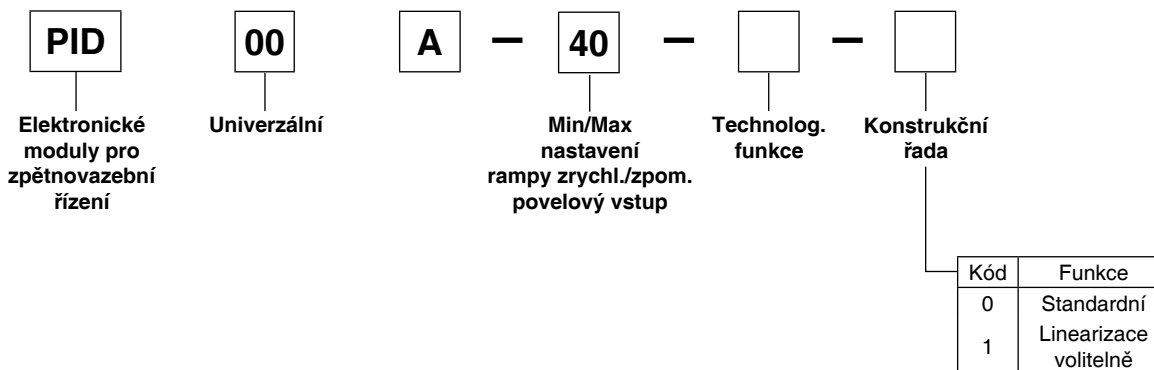 PID 00 A – 40 – –
Elektronické
moduly pro
zpětnovazební
řízení
Univerzální
Min/Max
nastavení
rampy zrychl./zpom.
povelový vstup
Technolog.
funkce
Konstrukční
řada
Kód Funkce
0 Standardní
1 Linearizace
volitelně